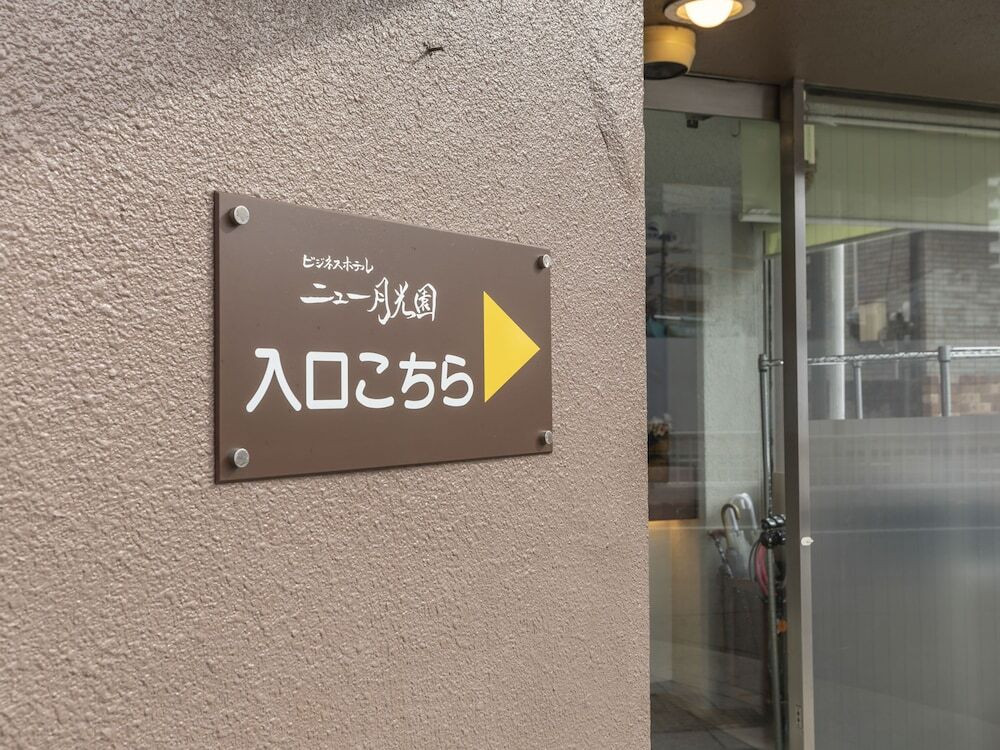 ビジネスホテル
ニュー月光園
入口こちら